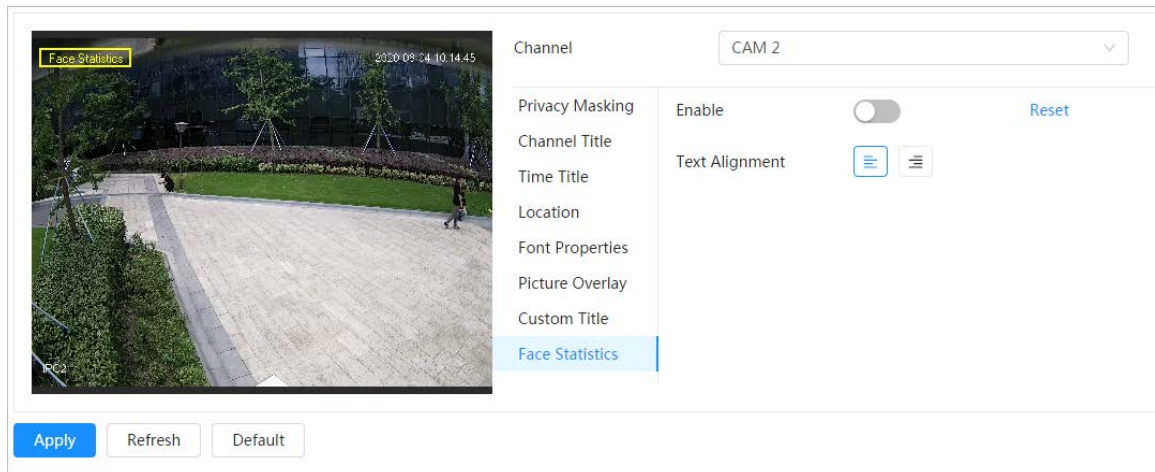 Face Statistics
2020-08-04 10:14:45
IPC2
Channel
CAM 2
Privacy Masking
Channel Title
Time Title
Location
Font Properties
Picture Overlay
Custom Title
Face Statistics
Enable
Reset
Text Alignment
Apply
Refresh
Default